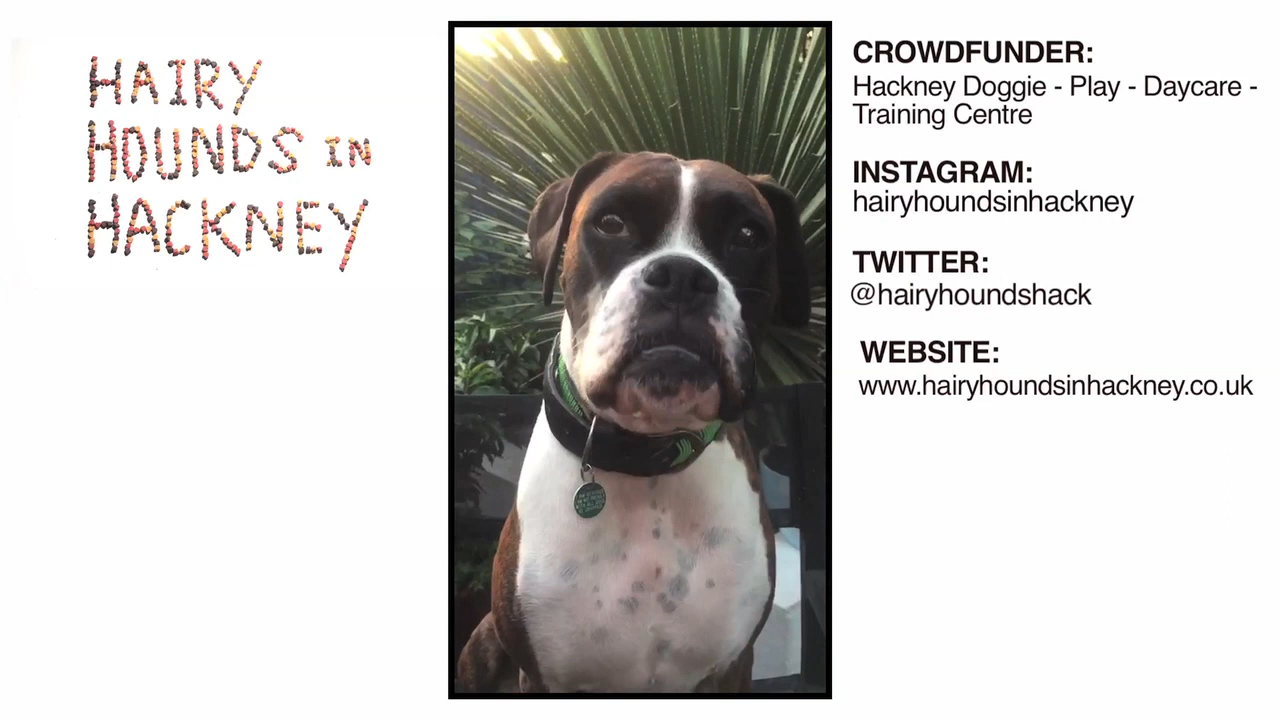 HAIRY
HOUNDS IN
HACKNEY
CROWDFUNDER:
Hackney Doggie - Play - Daycare -
Training Centre
INSTAGRAM:
hairyhoundsinhackney
TWITTER:
@hairyhoundshack
WEBSITE:
www.hairyhoundsinhackney.co.uk